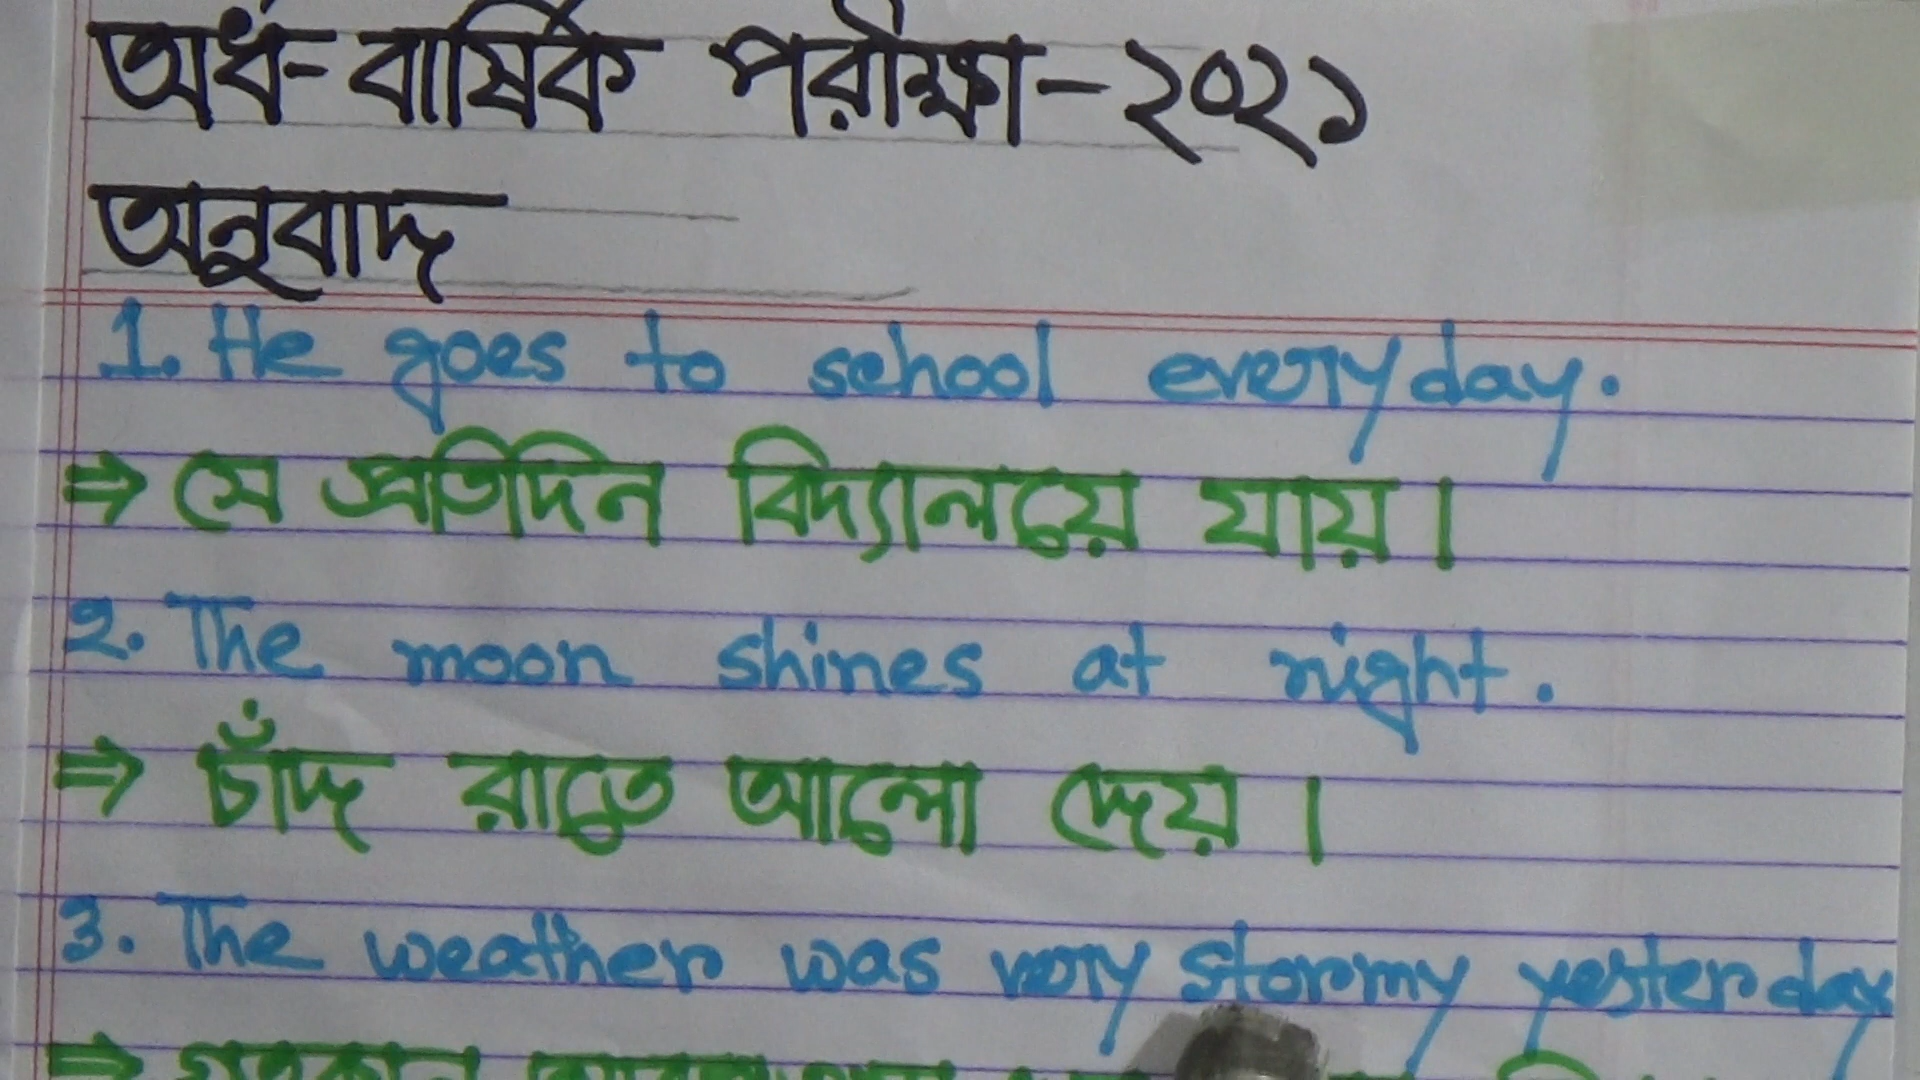 অর্ধ-বার্ষিক পরীক্ষা-২০২১
অনুবাদ
1. He goes to school everyday.
⇒ সে প্রতিদিন বিদ্যালয়ে যায়।
2. The moon shines at night.
⇒ চাঁদ রাতে আলো দেয়।
3. The weather was very stormy yesterday
⇒ গতকাল